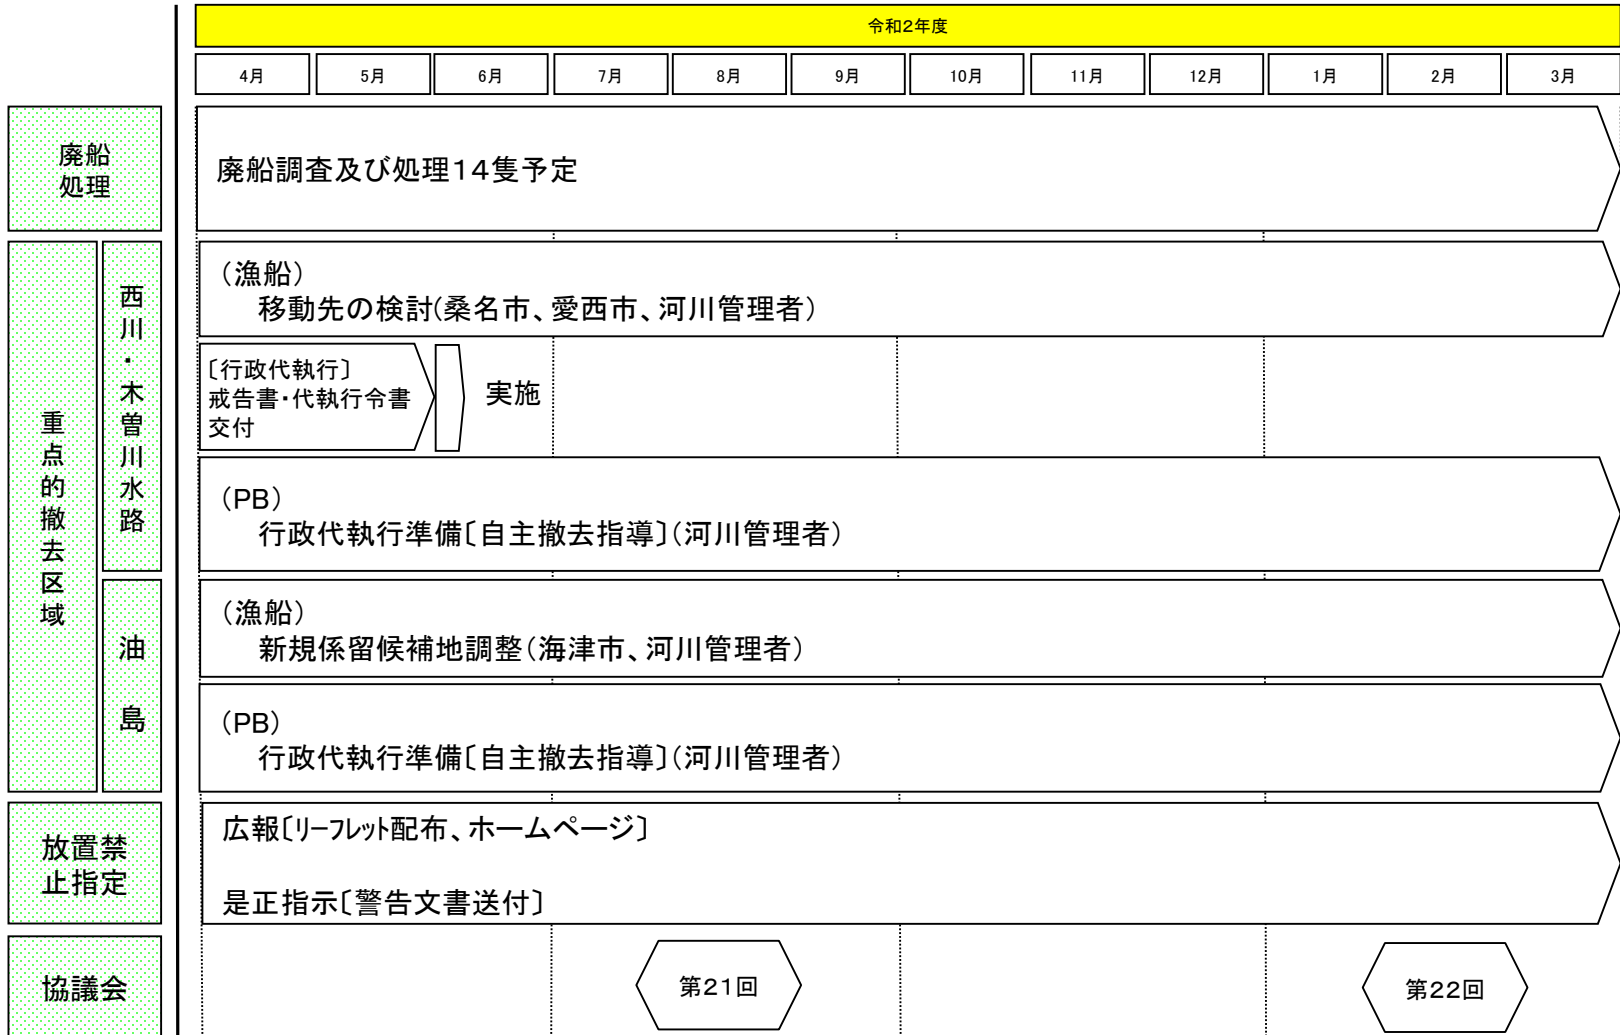 令和2年度
4月
5月
6月
7月
8月
9月
10月
11月
12月
1月
2月
3月
廃船
処理
廃船調査及び処理14隻予定
重点的撤去区域
西川・木曽川水路
(漁船)
移動先の検討(桑名市、愛西市、河川管理者)
〔行政代執行〕
戒告書・代執行令書
交付
実施
(PB)
行政代執行準備〔自主撤去指導〕(河川管理者)
油島
(漁船)
新規係留候補地調整(海津市、河川管理者)
(PB)
行政代執行準備〔自主撤去指導〕(河川管理者)
放置禁
止指定
広報〔リーフレット配布、ホームページ〕
是正指示〔警告文書送付〕
協議会
第21回
第22回